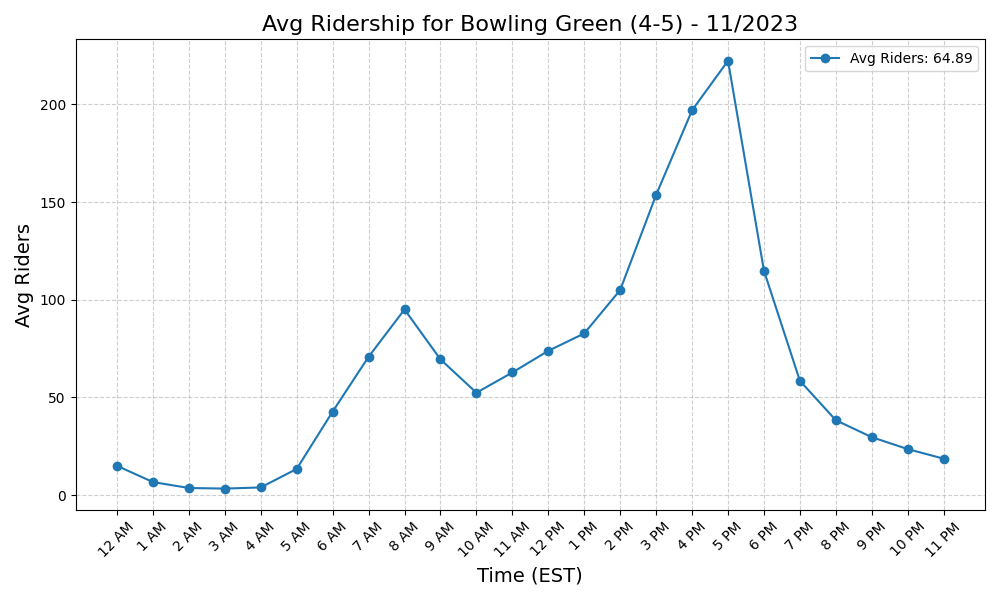 Avg Ridership for Bowling Green (4-5) - 11/2023
Avg Riders: 64.89
Avg Riders
200
150
100
50
0
12 AM 1 AM 2 AM 3 AM 4 AM 5 AM 6 AM 7 AM 8 AM 9 AM 10 AM 11 AM 12 PM 1 PM 2 PM 3 PM 4 PM 5 PM 6 PM 7 PM 8 PM 9 PM 10 PM 11 PM
Time (EST)